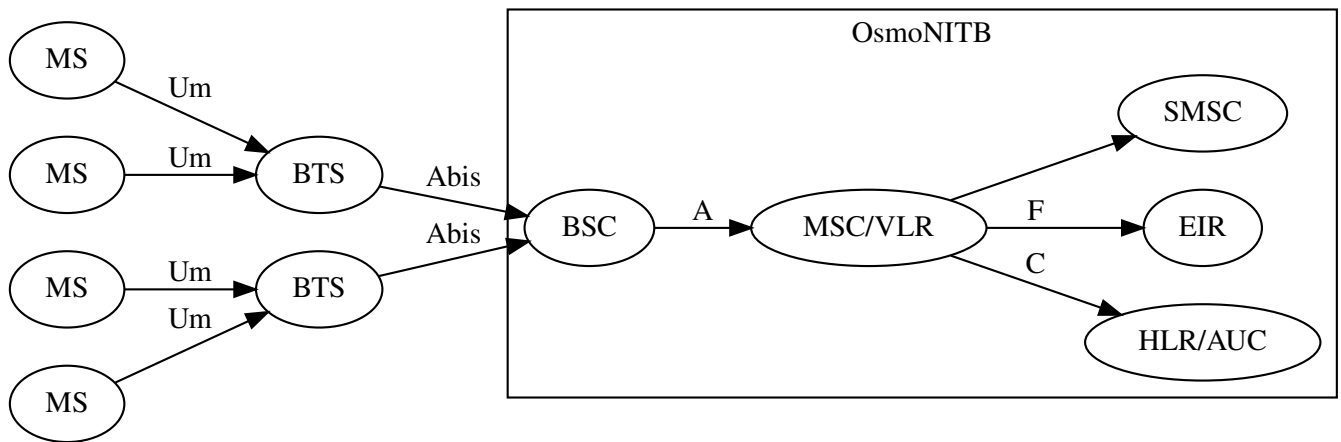 OsmoNITB
MS
Um
SMSC
MS
Um
BTS
Abis
BSC
A
MSC/VLR
F
EIR
Abis
MS
Um
BTS
C
Um
HLR/AUC
MS